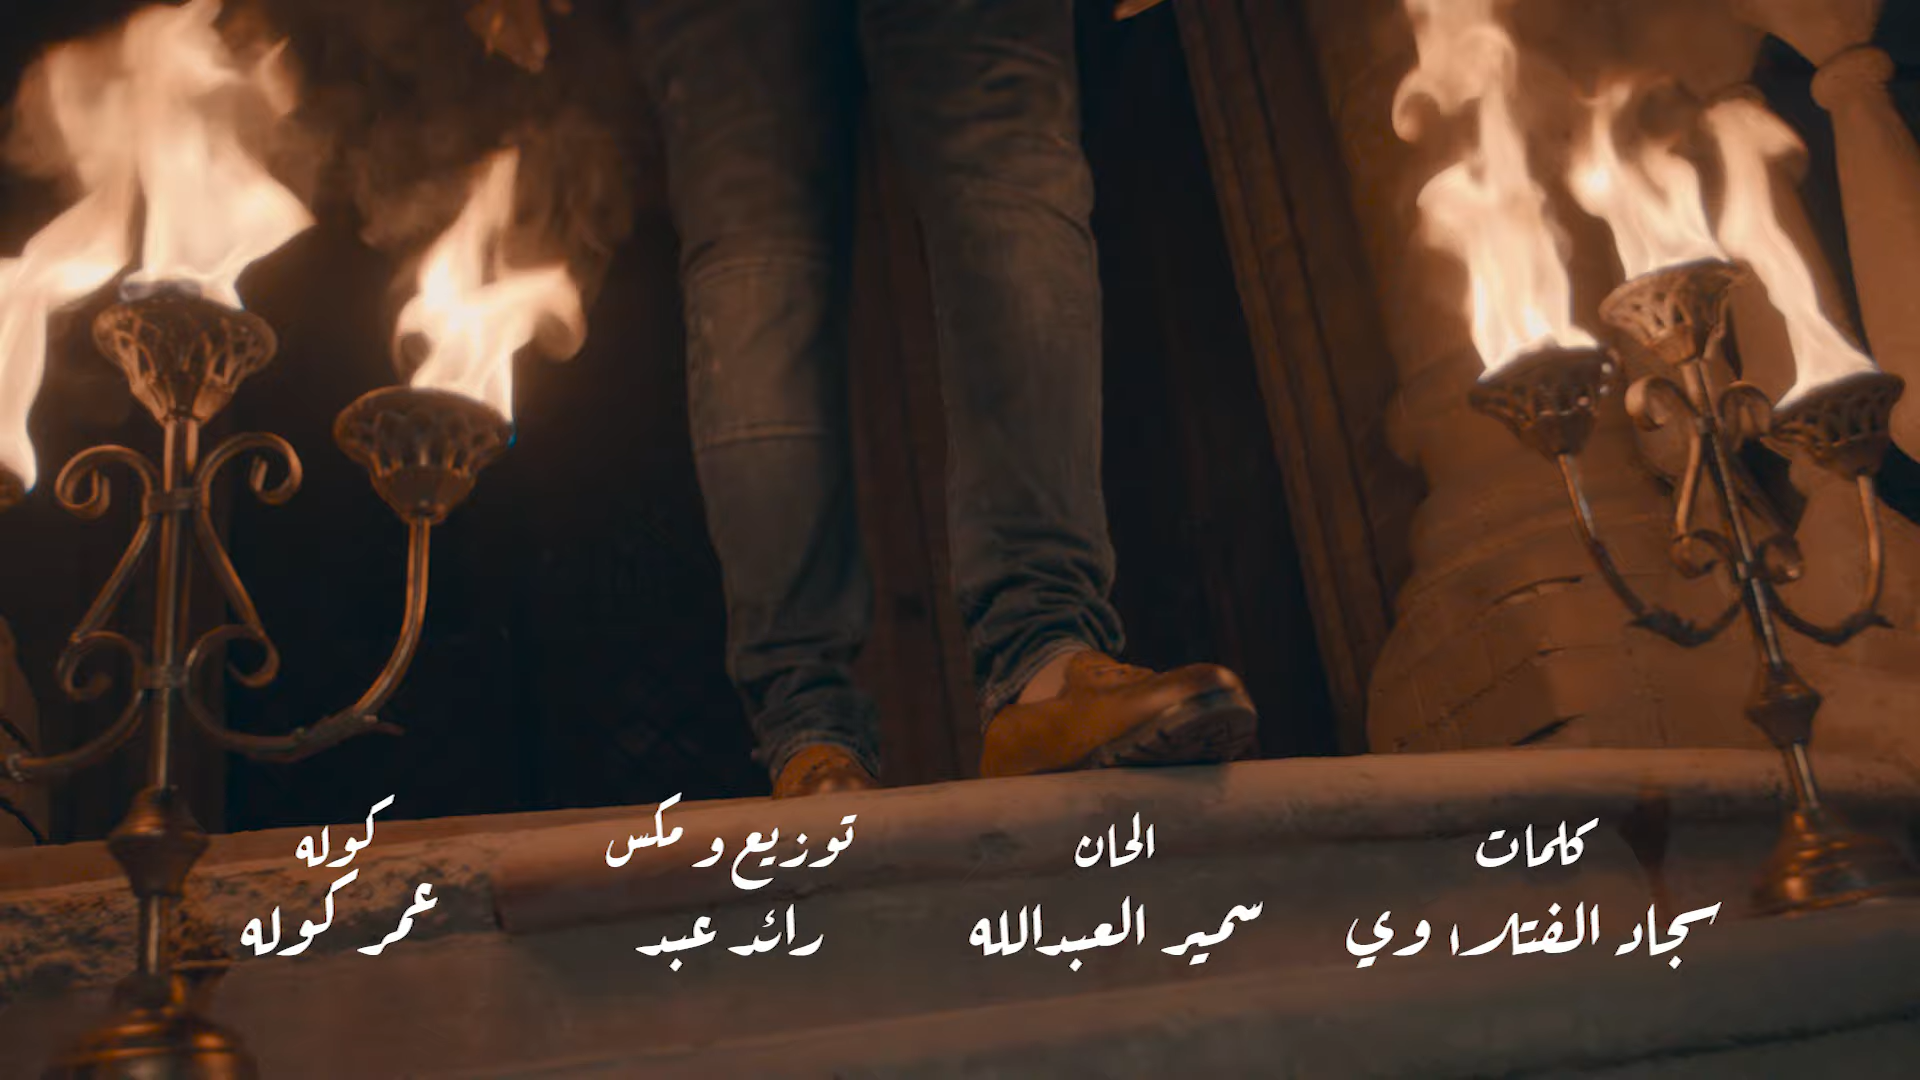 كلمات
سجاد الفتلاوي
الحان
سمير العبدالله
توزيع و مكس
رائد عبد
كوله
عمر كوله